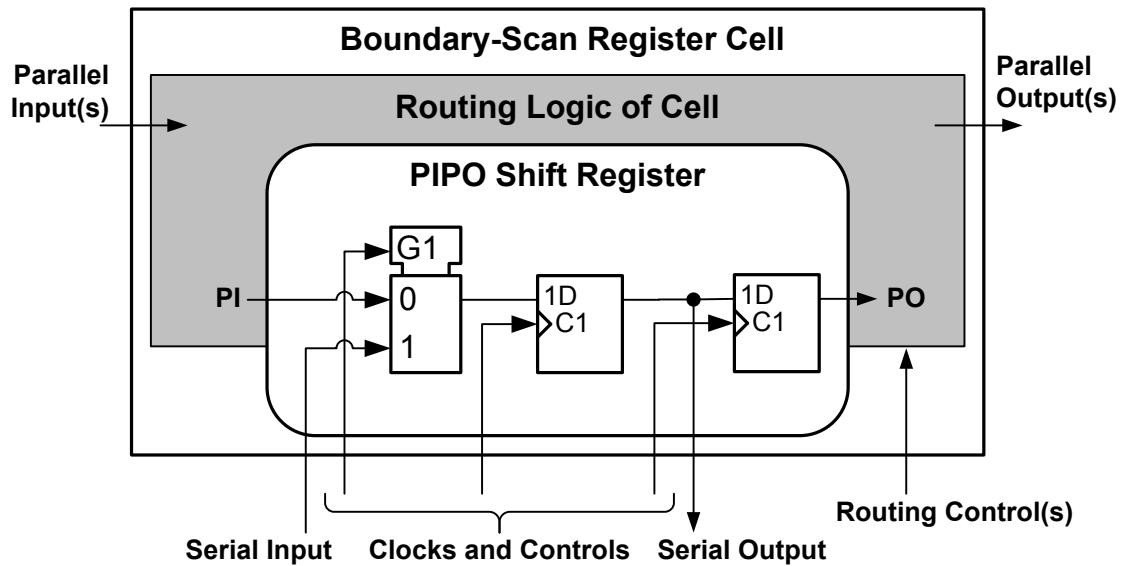 Boundary-Scan Register Cell
Parallel
Input(s)
Parallel
Output(s)
Routing Logic of Cell
PIPO Shift Register
G1
PI
0
1
1D
C1
1D
C1
PO
Routing Control(s)
Serial Input
Clocks and Controls
Serial Output